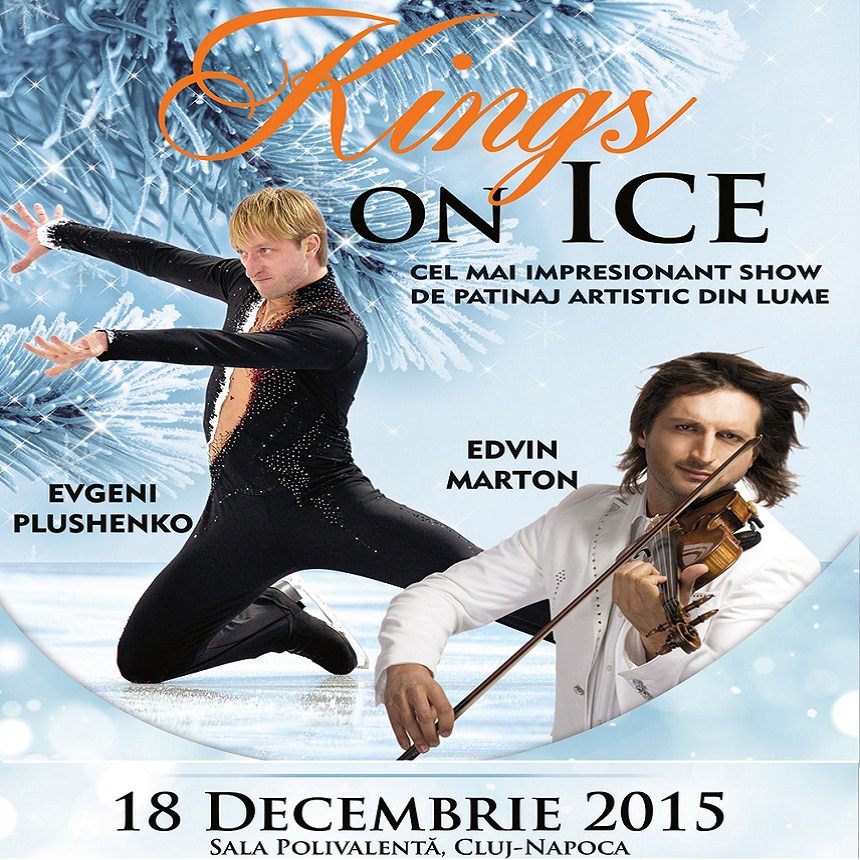 Kings
ON ICE
CEL MAI IMPRESIONANT SHOW
DE PATINAJ ARTISTIC DIN LUME
EDVIN
MARTON
EVGENI
PLUSHENKO
18 DECEMBRIE 2015
SALA POLIVALENTĂ, CLUJ-NAPOCA